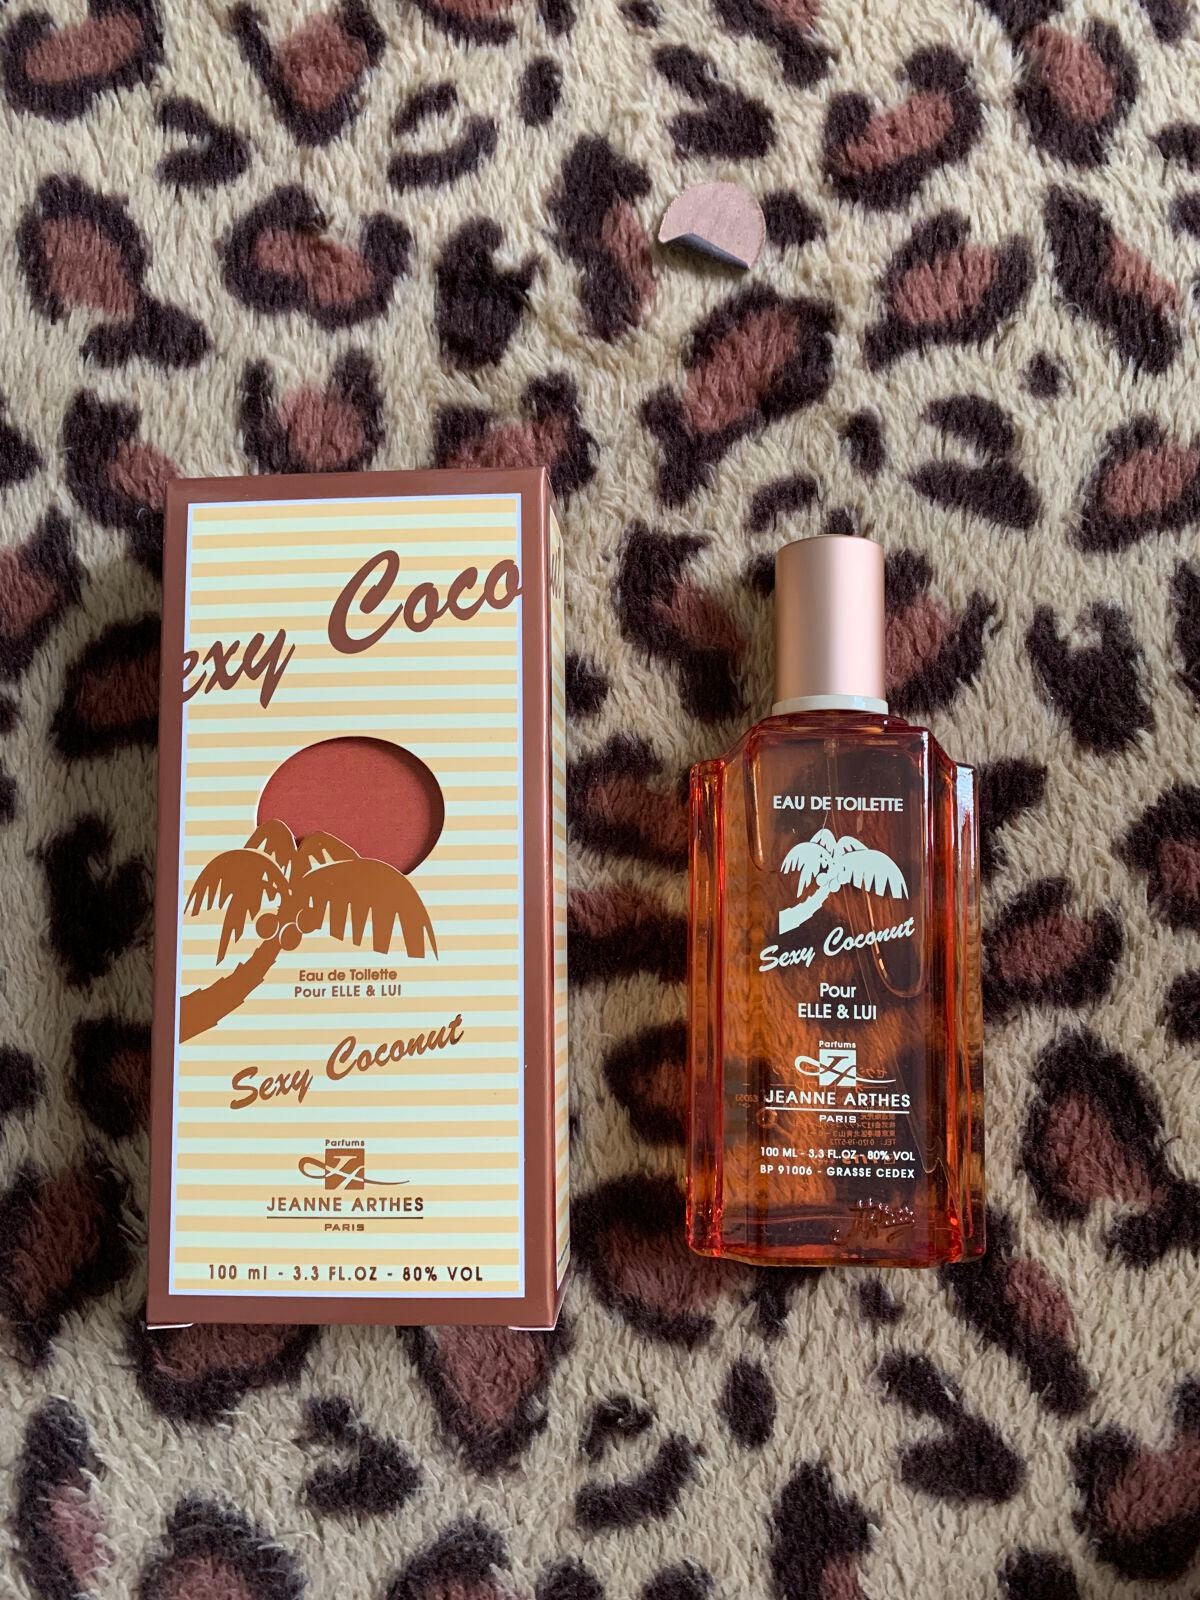 exy Coco
Eau de Toilette
Pour ELLE & LUI
Sexy Coconut
Parfums
JEANNE ARTHES
PARIS
100 ml - 3.3 FL.OZ - 80% VOL
EAU DE TOILETTE
Sexy Coconut
Pour
ELLE & LUI
Parfums
JEANNE ARTHES
PARIS
100 ML - 3,3 FL.OZ - 80% VOL
BP 91006 - GRASSE CEDEX